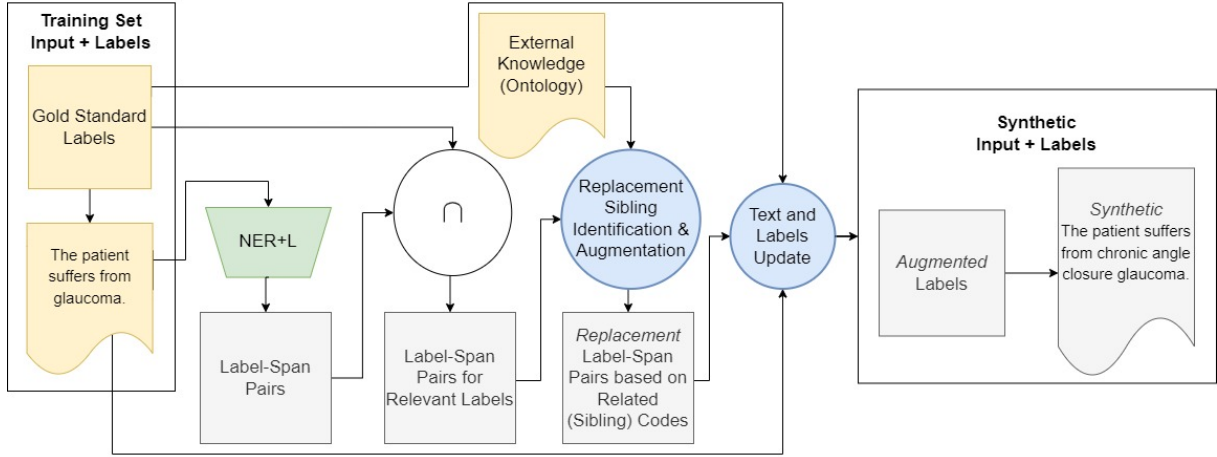 Training Set
Input + Labels
Gold Standard
Labels
The patient
suffers from
glaucoma.
NER+L
Label-Span
Pairs
∩
Label-Span
Pairs for
Relevant Labels
External
Knowledge
(Ontology)
Replacement
Sibling
Identification &
Augmentation
Replacement
Label-Span
Pairs based on
Related
(Sibling) Codes
Text and
Labels
Update
Synthetic
Input + Labels
Augmented
Labels
Synthetic
The patient suffers
from chronic angle
closure glaucoma.